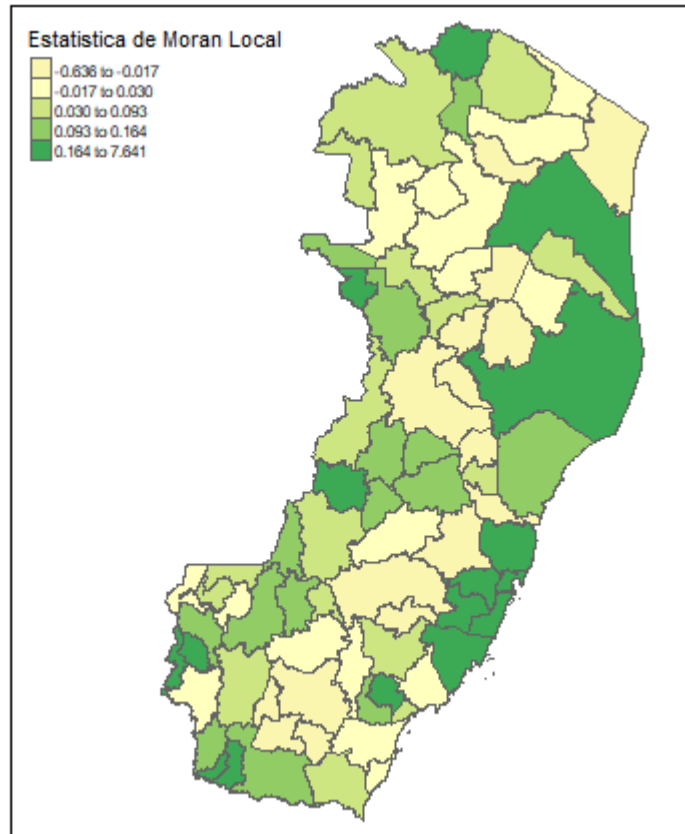 Estatistica de Moran Local
-0.636 to -0.017
-0.017 to 0.030
0.030 to 0.093
0.093 to 0.164
0.164 to 7.641